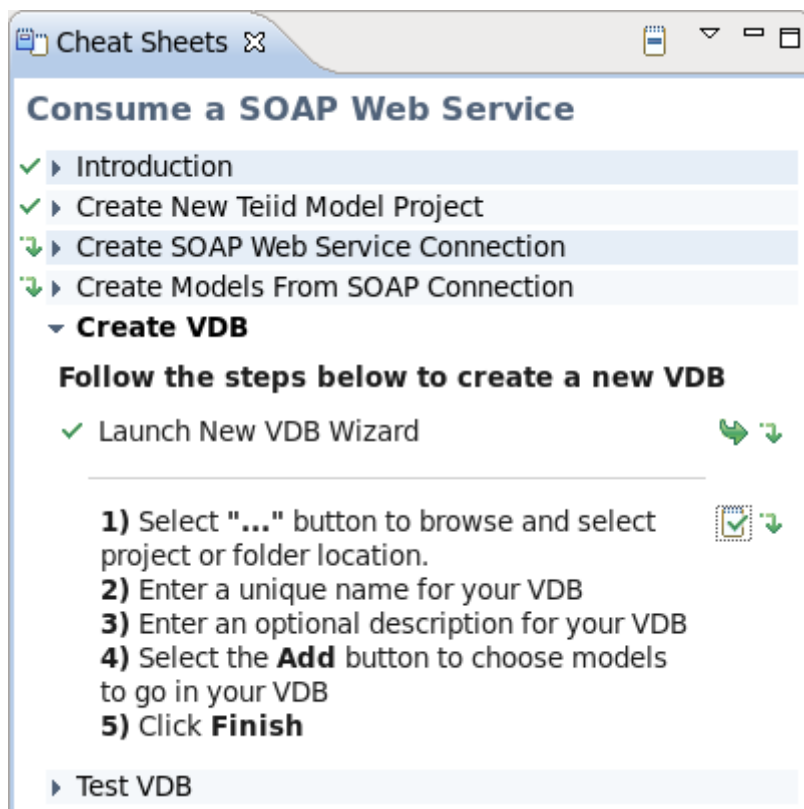 Cheat Sheets
Consume a SOAP Web Service
Introduction
Create New Teiid Model Project
Create SOAP Web Service Connection
Create Models From SOAP Connection
Create VDB
Follow the steps below to create a new VDB
Launch New VDB Wizard
1) Select "..." button to browse and select
project or folder location.
2) Enter a unique name for your VDB
3) Enter an optional description for your VDB
4) Select the Add button to choose models
to go in your VDB
5) Click Finish
Test VDB